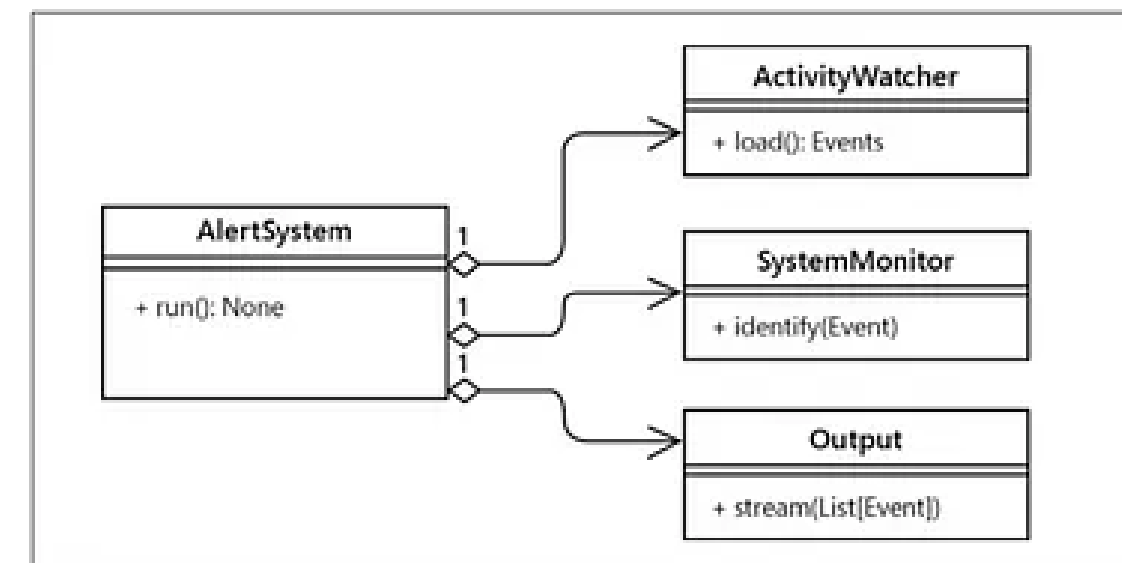 ActivityWatcher
+ load(): Events
AlertSystem
+ run(): None
1
1
1
SystemMonitor
+ identify(Event)
Output
+ stream(List[Event])